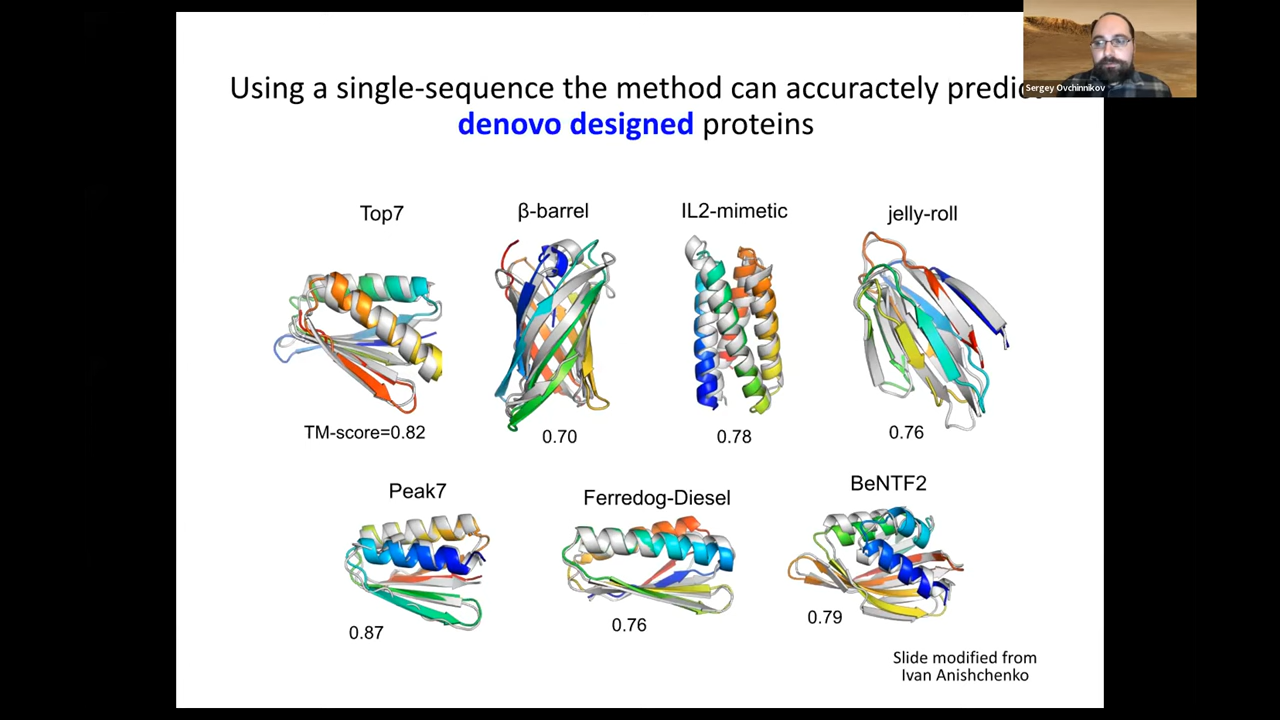 Using a single-sequence the method can accuractely predic
denovo designed proteins
Sergey Ovchinnikov
Top7
β-barrel
IL2-mimetic
jelly-roll
TM-score=0.82
0.70
0.78
0.76
Peak7
Ferredog-Diesel
BeNTF2
0.87
0.76
0.79
Slide modified from
Ivan Anishchenko